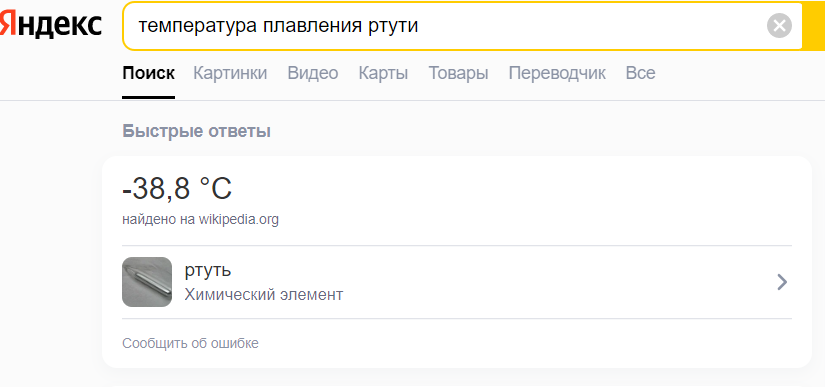 Яндекс
температура плавления ртути
Поиск Картинки Видео Карты Товары Переводчик Все
Быстрые ответы
-38,8 °C
найдено на wikipedia.org
ртуть
Химический элемент
Сообщить об ошибке